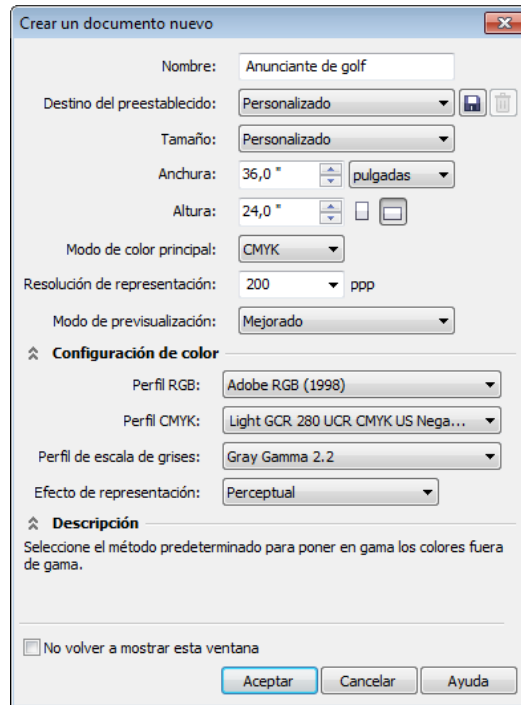 Crear un documento nuevo
Nombre: Anunciante de golf
Destino del preestablecido: Personalizado
Tamaño: Personalizado
Anchura: 36,0 " pulgadas
Altura: 24,0 "
Modo de color principal: CMYK
Resolución de representación: 200 ppp
Modo de previsualización: Mejorado
Configuración de color
Perfil RGB: Adobe RGB (1998)
Perfil CMYK: Light GCR 280 UCR CMYK US Nega...
Perfil de escala de grises: Gray Gamma 2.2
Efecto de representación: Perceptual
Descripción
Seleccione el método predeterminado para poner en gama los colores fuera
de gama.
No volver a mostrar esta ventana
Aceptar Cancelar Ayuda